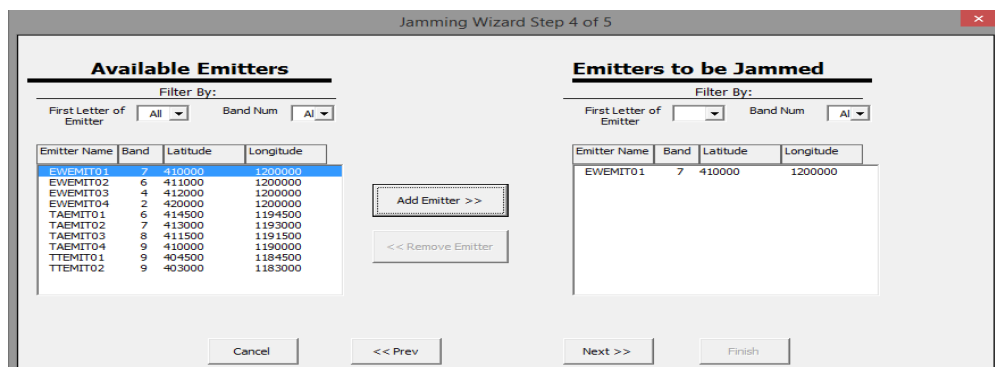 Jamming Wizard Step 4 of 5
Available Emitters
Filter By:
First Letter of Emitter All Band Num Al
Emitter Name Band Latitude Longitude
EWEMIT01 7 410000 1200000
EWEMIT02 6 411000 1200000
EWEMIT03 4 412000 1200000
EWEMIT04 2 420000 1200000
TAEMIT01 6 414500 1194500
TAEMIT02 7 413000 1193000
TAEMIT03 8 411500 1191500
TAEMIT04 9 410000 1190000
TTEMIT01 9 404500 1184500
TTEMIT02 9 403000 1183000
Add Emitter >>
<< Remove Emitter
Emitters to be Jammed
Filter By:
First Letter of Emitter Band Num Al
Emitter Name Band Latitude Longitude
EWEMIT01 7 410000 1200000
Cancel << Prev Next >> Finish